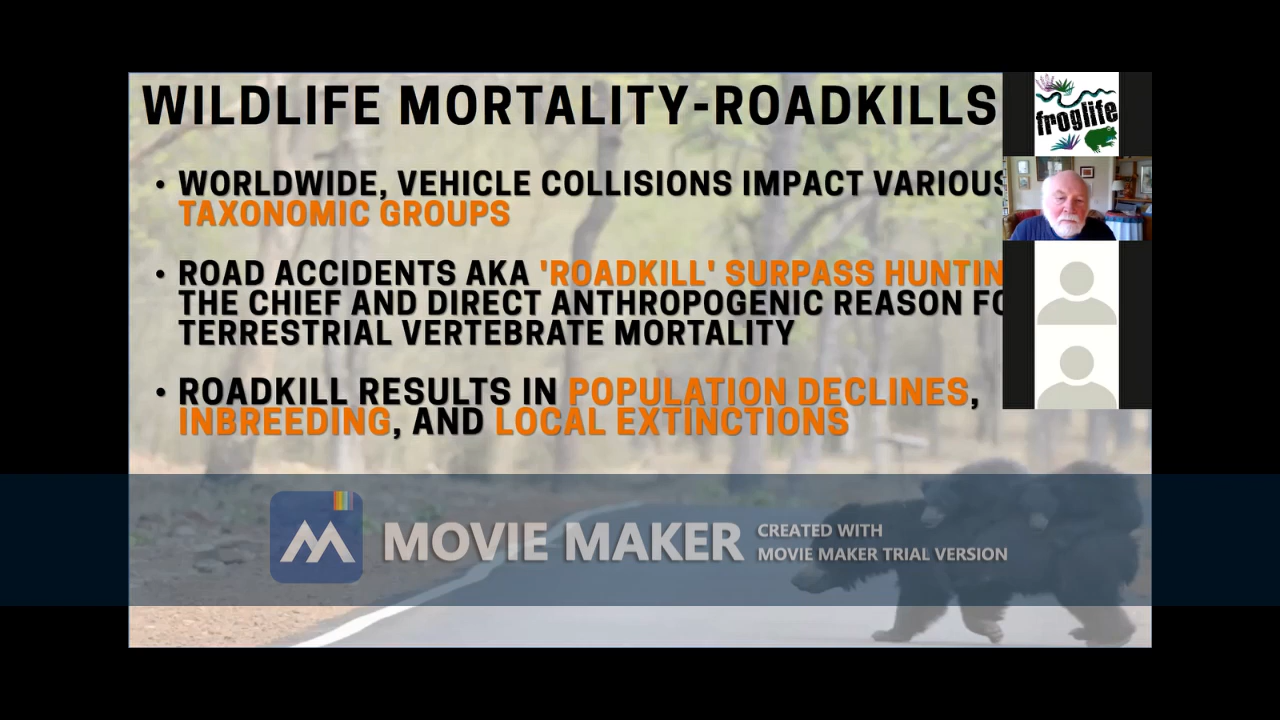 WILDLIFE MORTALITY-ROADKILLS
froglife
• WORLDWIDE, VEHICLE COLLISIONS IMPACT VARIOUS
TAXONOMIC GROUPS
• ROAD ACCIDENTS AKA 'ROADKILL' SURPASS HUNTIN
THE CHIEF AND DIRECT ANTHROPOGENIC REASON FO
TERRESTRIAL VERTEBRATE MORTALITY
• ROADKILL RESULTS IN POPULATION DECLINES,
INBREEDING, AND LOCAL EXTINCTIONS
MOVIE MAKER
CREATED WITH
MOVIE MAKER TRIAL VERSION